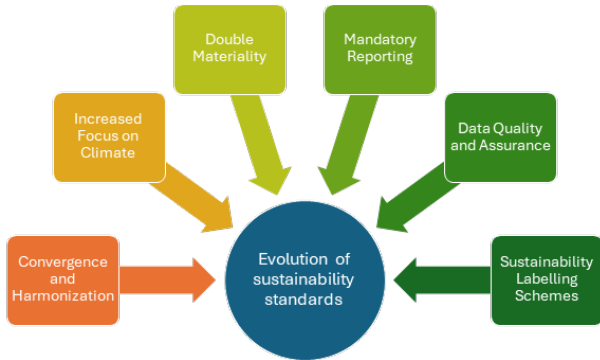 Double
Materiality
Mandatory
Reporting
Increased
Focus on
Climate
Data Quality
and Assurance
Convergence
and
Harmonization
Evolution of
sustainability
standards
Sustainability
Labelling
Schemes